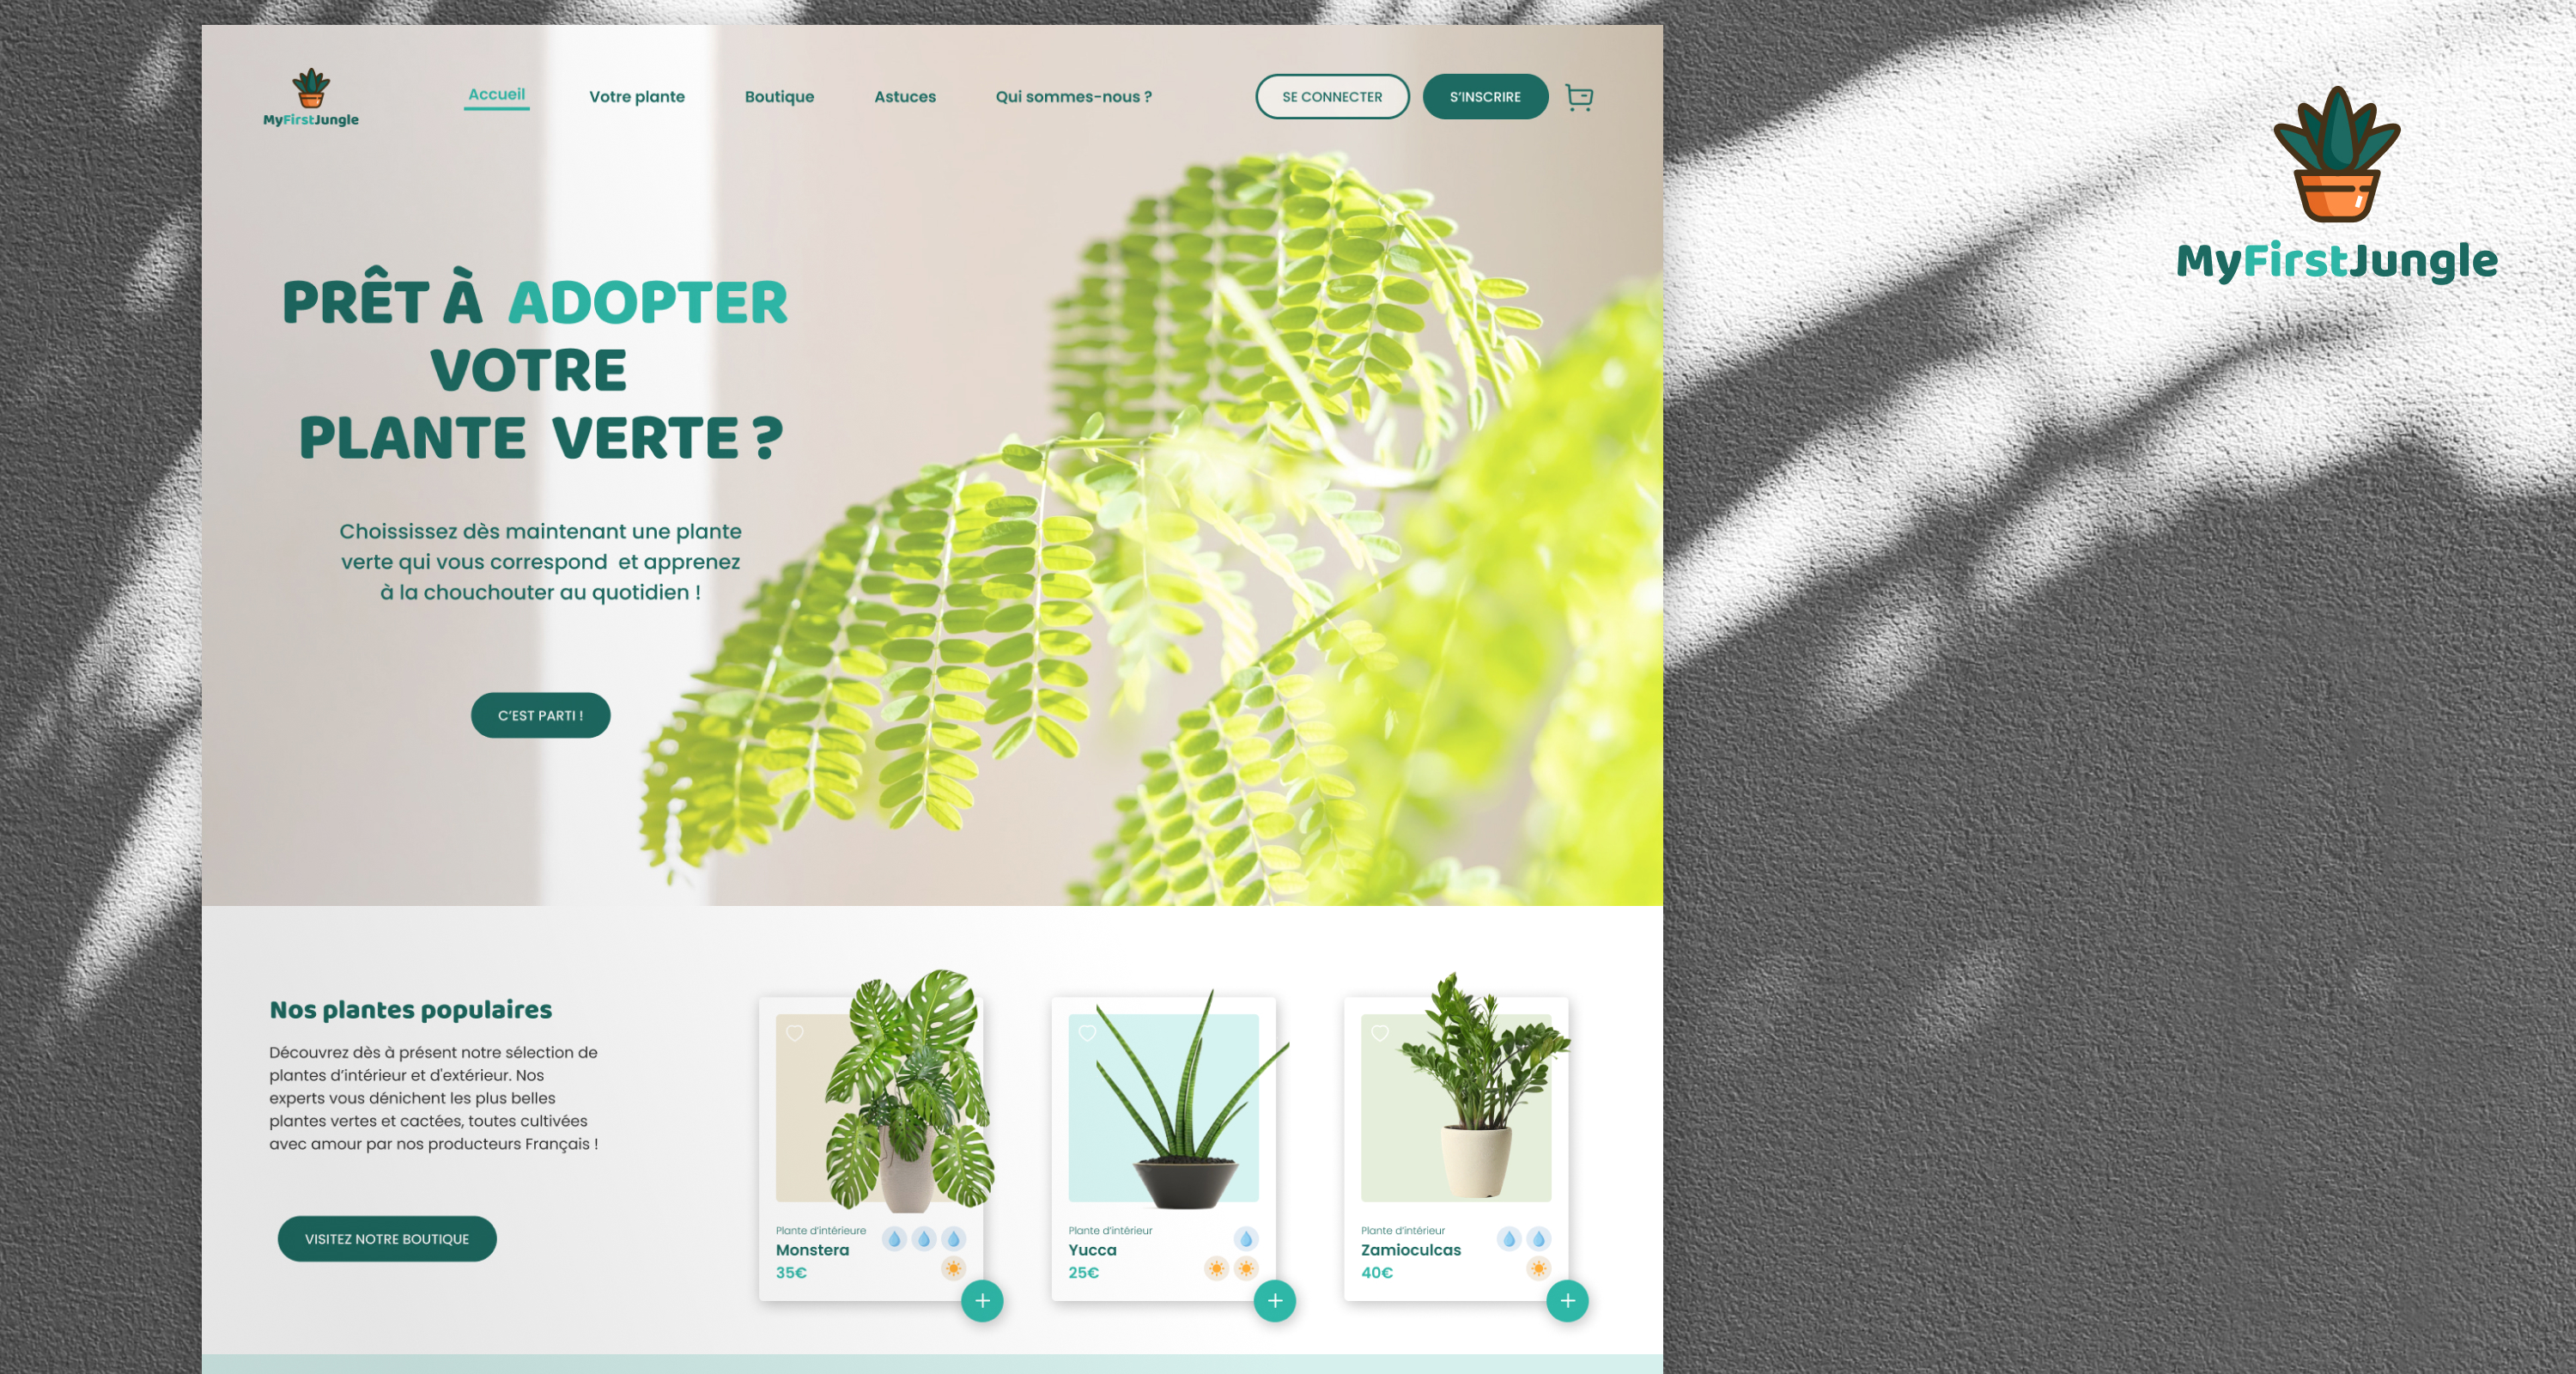 MyFirstJungle
Accueil
Votre plante
Boutique
Astuces
Qui sommes-nous ?
SE CONNECTER
S'INSCRIRE
MyFirstJungle
PRÊT À ADOPTER
VOTRE
PLANTE VERTE ?
Choississez dès maintenant une plante
verte qui vous correspond et apprenez
à la chouchouter au quotidien !
C'EST PARTI !
Nos plantes populaires
Découvrez dès à présent notre sélection de
plantes d'intérieur et d'extérieur. Nos
experts vous dénichent les plus belles
plantes vertes et cactées, toutes cultivées
avec amour par nos producteurs Français !
VISITEZ NOTRE BOUTIQUE
Plante d'intérieure
Monstera
35€
Plante d'intérieur
Yucca
25€
Plante d'intérieur
Zamioculcas
40€